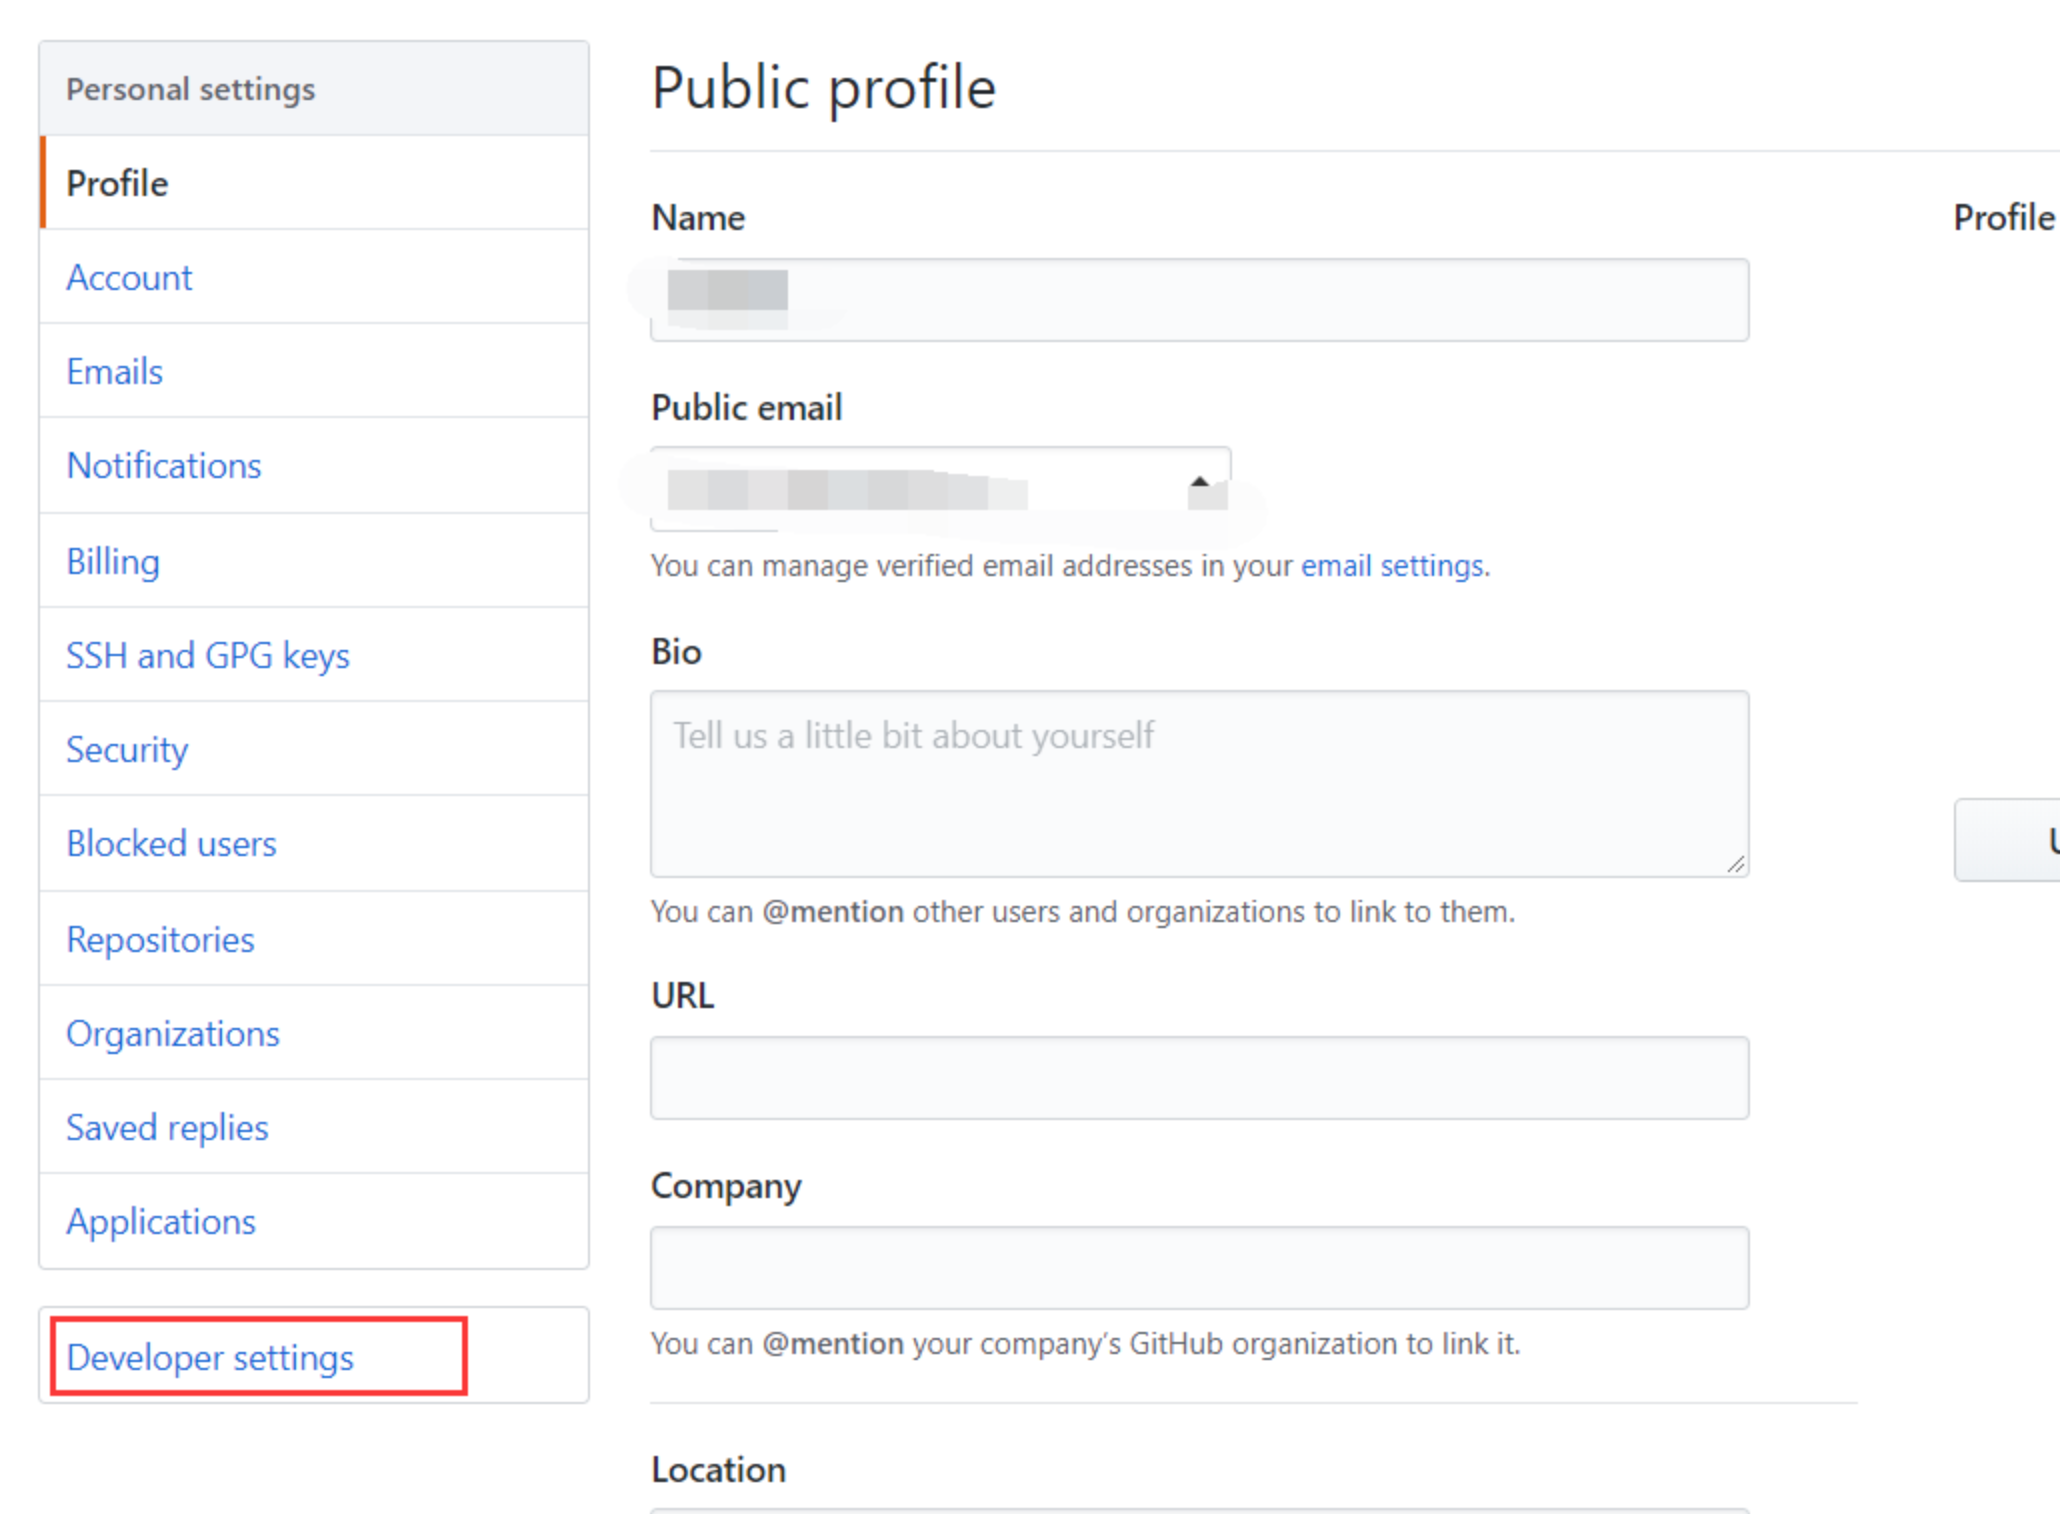 Personal settings
Profile
Account
Emails
Notifications
Billing
SSH and GPG keys
Security
Blocked users
Repositories
Organizations
Saved replies
Applications
Developer settings
Public profile
Name
Public email
You can manage verified email addresses in your email settings.
Bio
Tell us a little bit about yourself
You can @mention other users and organizations to link to them.
URL
Company
You can @mention your company’s GitHub organization to link it.
Location
Profile